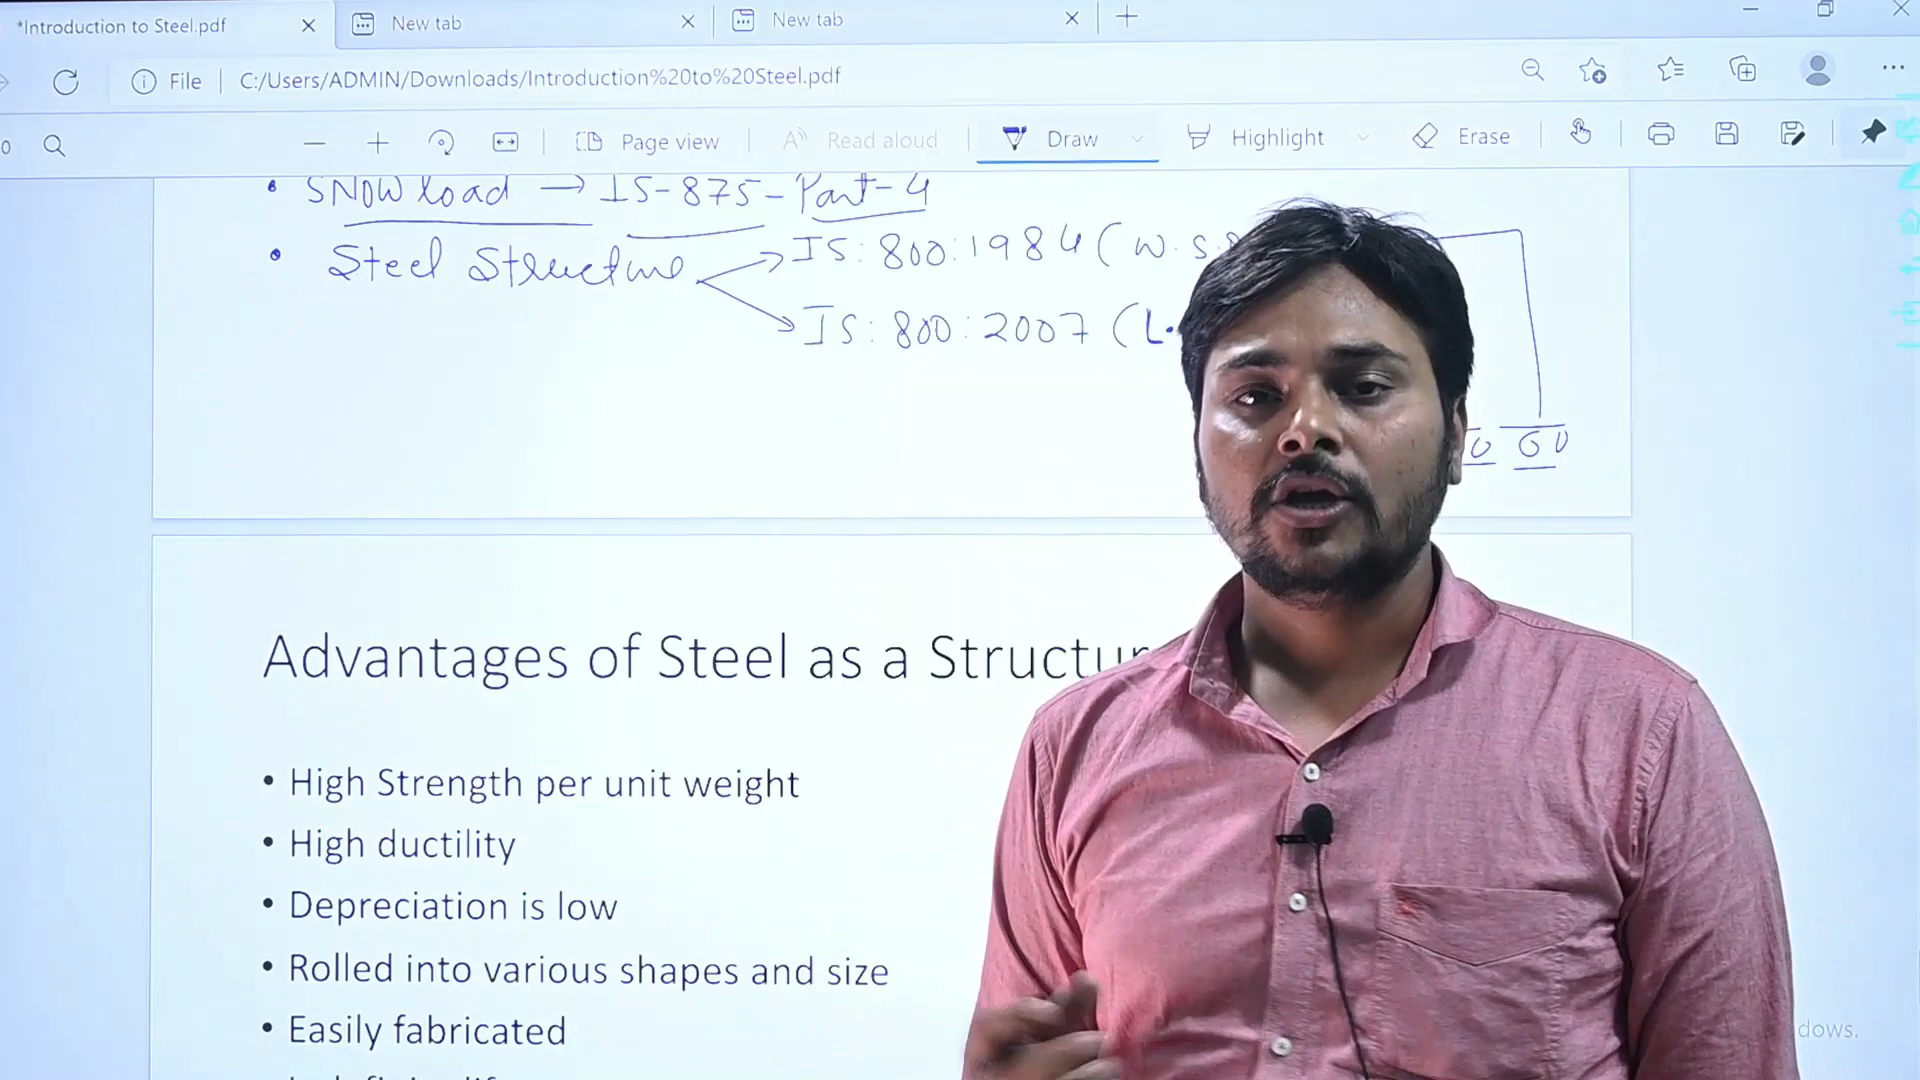 *Introduction to Steel.pdf
New tab
New tab
File
C:/Users/ADMIN/Downloads/Introduction%20to%20Steel.pdf
Page view
Read aloud
Draw
Highlight
Erase
• SNOW load → IS-875-Part-4
• Steel Structure
IS:800:1984 (W.S.
IS:800:2007 (L.
Advantages of Steel as a Structur
• High Strength per unit weight
• High ductility
• Depreciation is low
• Rolled into various shapes and size
• Easily fabricated
dows.